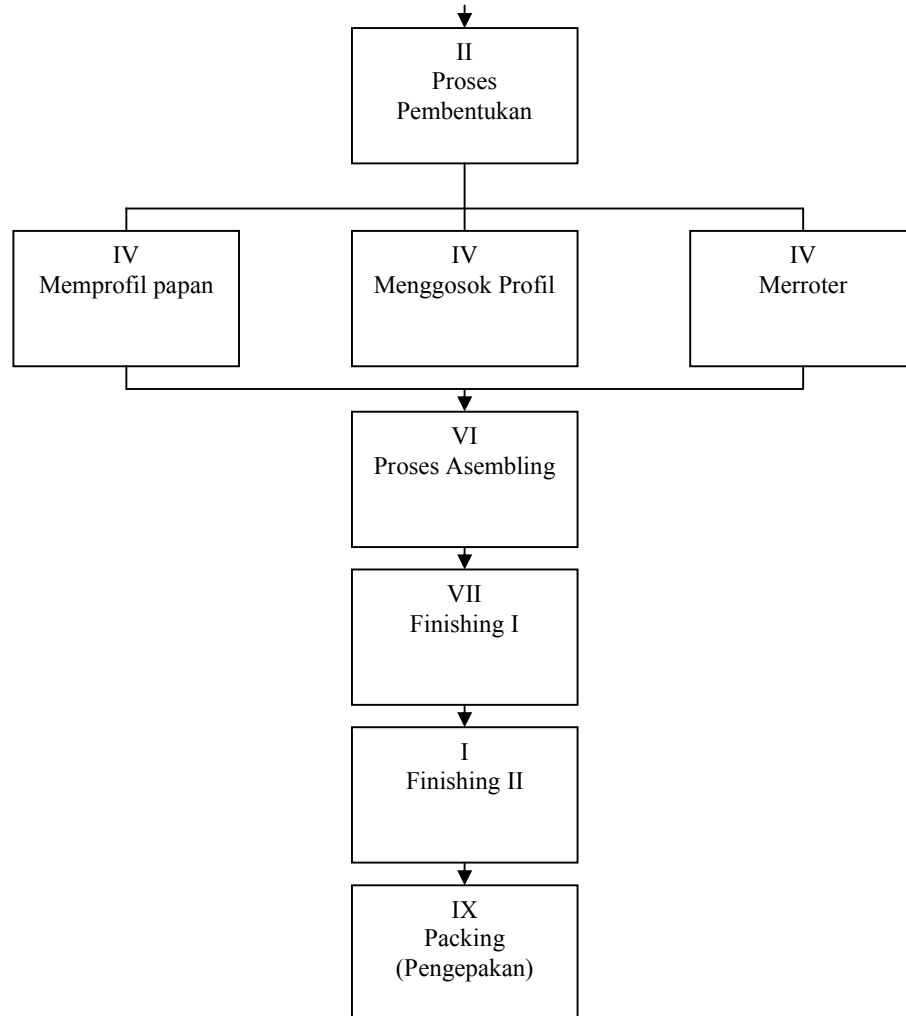 II
Proses
Pembentukan
IV
Memprofil papan
IV
Menggosok Profil
IV
Merroter
VI
Proses Asembling
VII
Finishing I
I
Finishing II
IX
Packing
(Pengepakan)